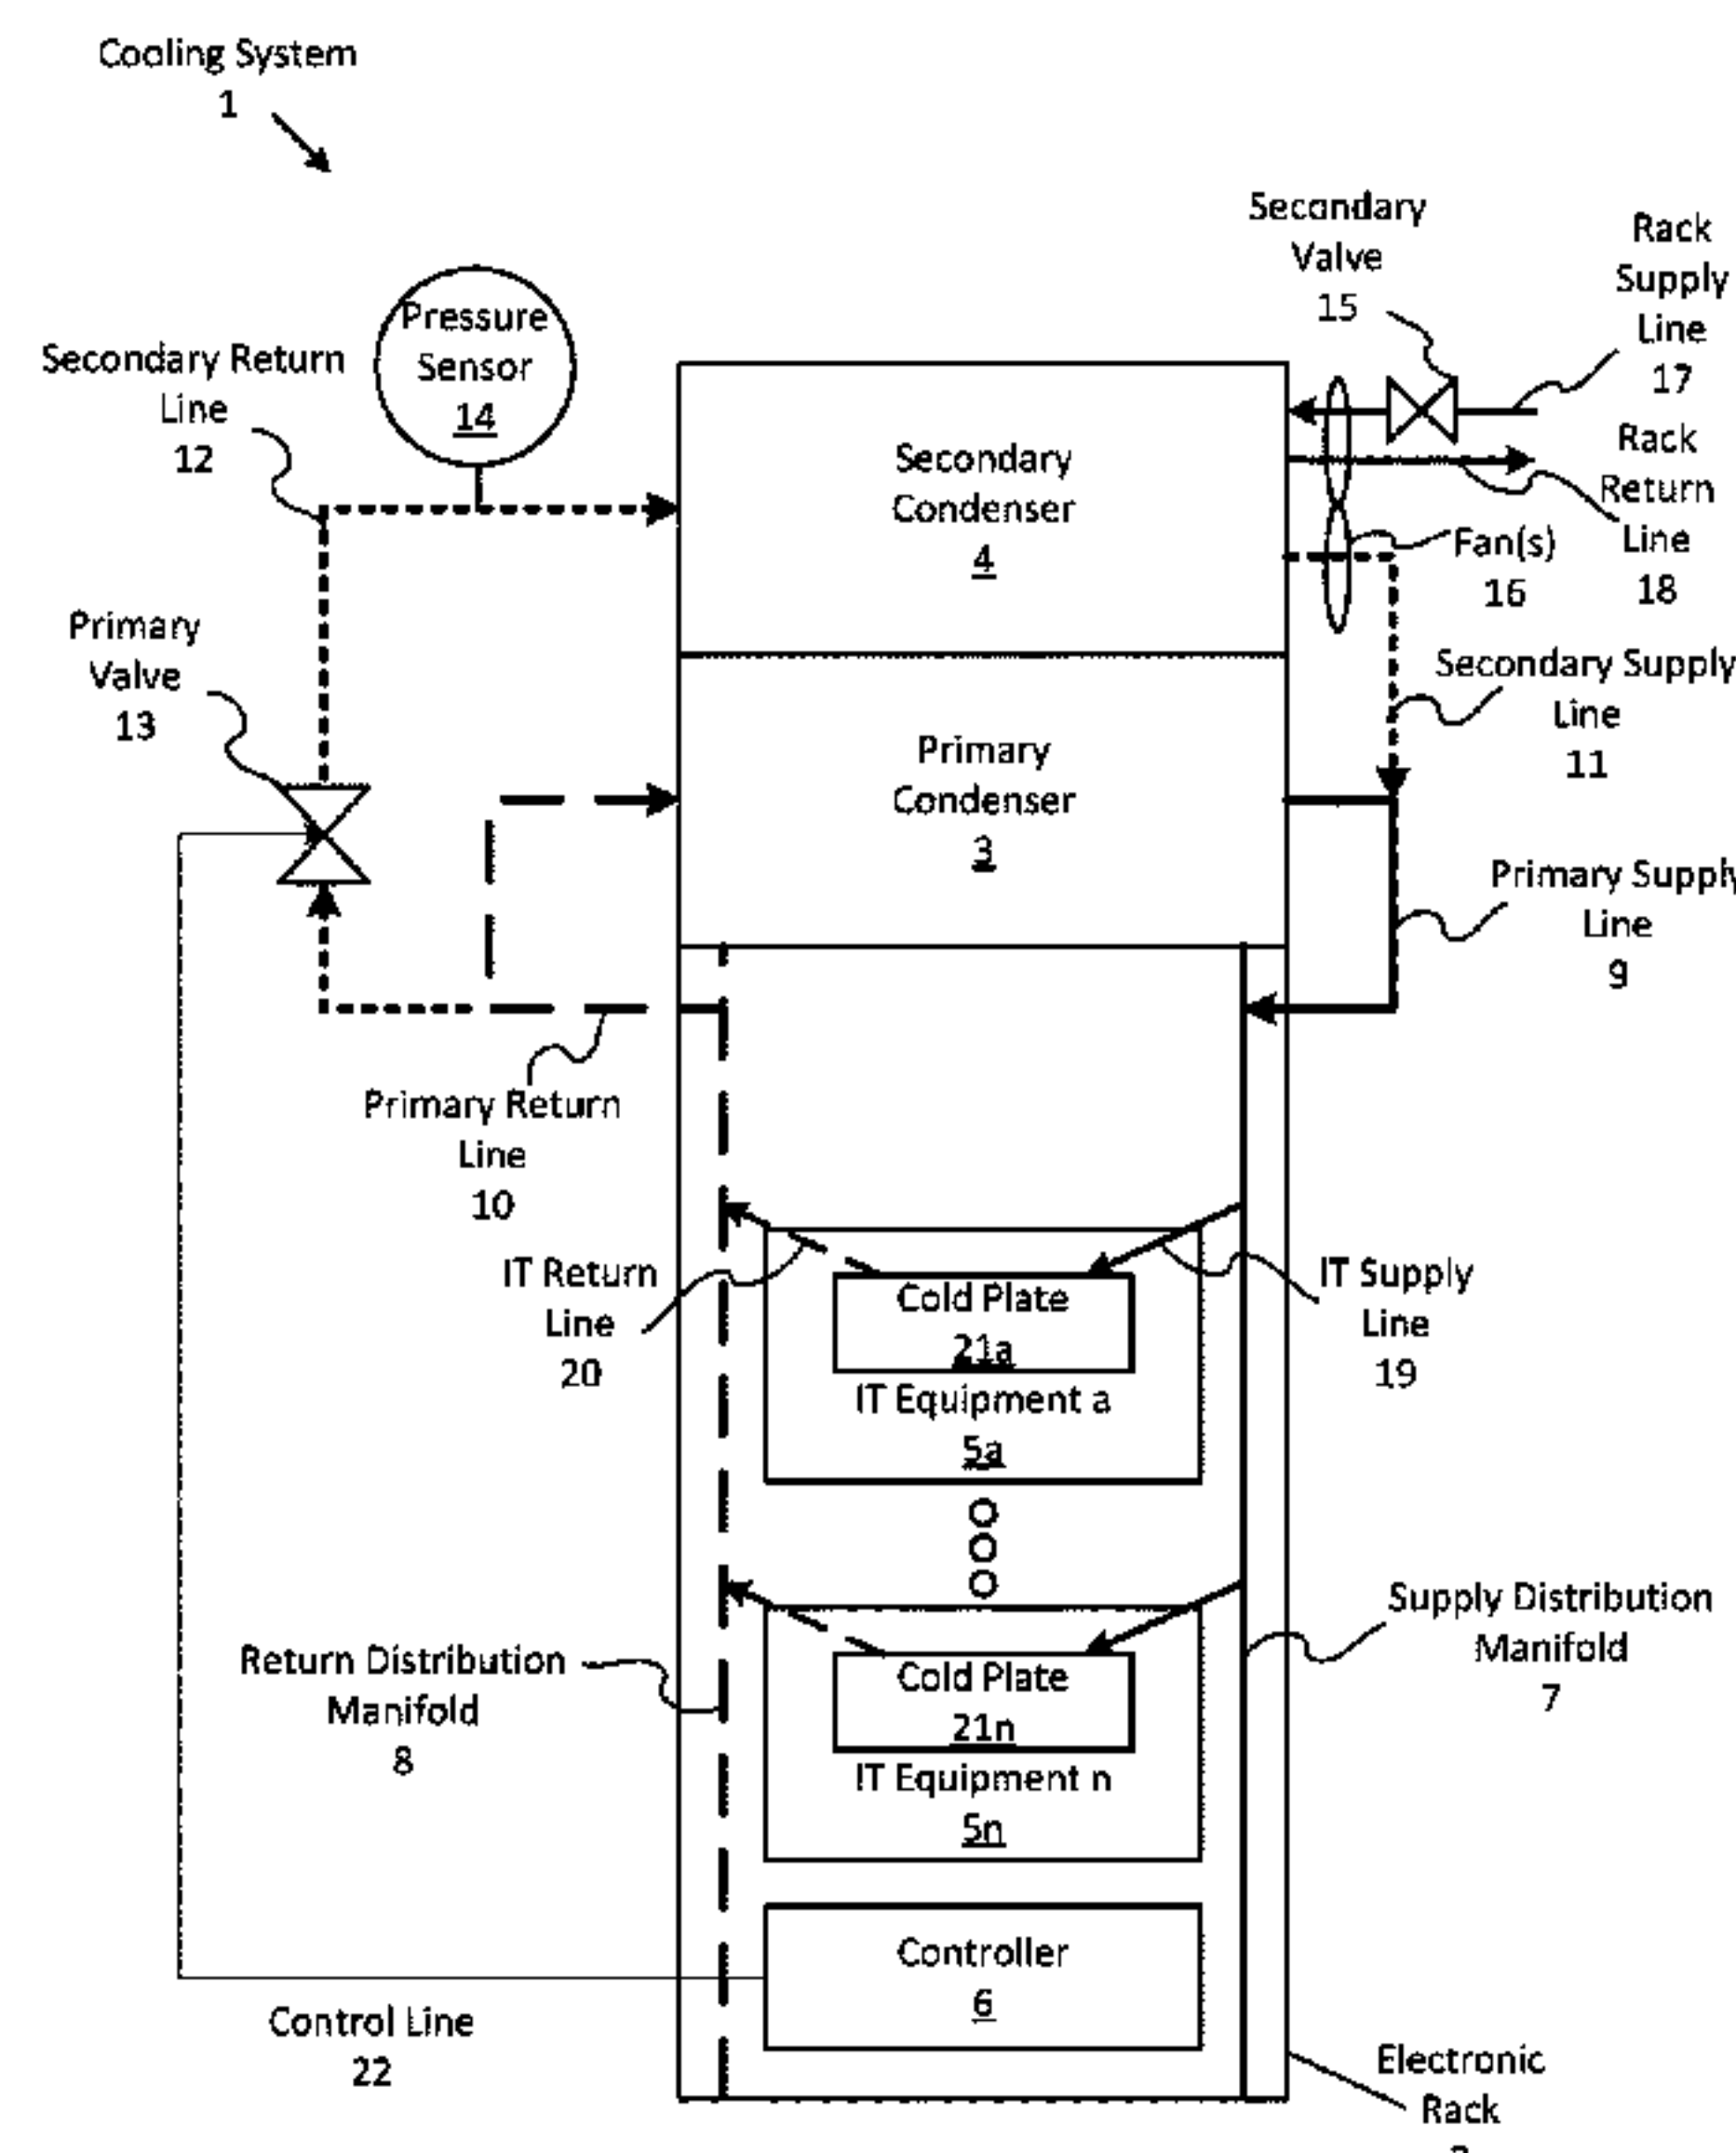 Cooling System
1
Secondary
Valve
15
Rack
Supply
Line
17
Pressure
Sensor
14
Secondary Return
Line
12
Secondary
Condenser
4
Rack
Return
Line
18
Fan(s)
16
Primary
Valve
13
Secondary Supply
Line
11
Primary
Condenser
3
Primary Supply
Line
9
Primary Return
Line
10
IT Return
Line
20
Cold Plate
21a
IT Equipment a
5a
IT Supply
Line
19
Return Distribution
Manifold
8
Cold Plate
21n
IT Equipment n
5n
Supply Distribution
Manifold
7
Controller
6
Control Line
22
Electronic
Rack